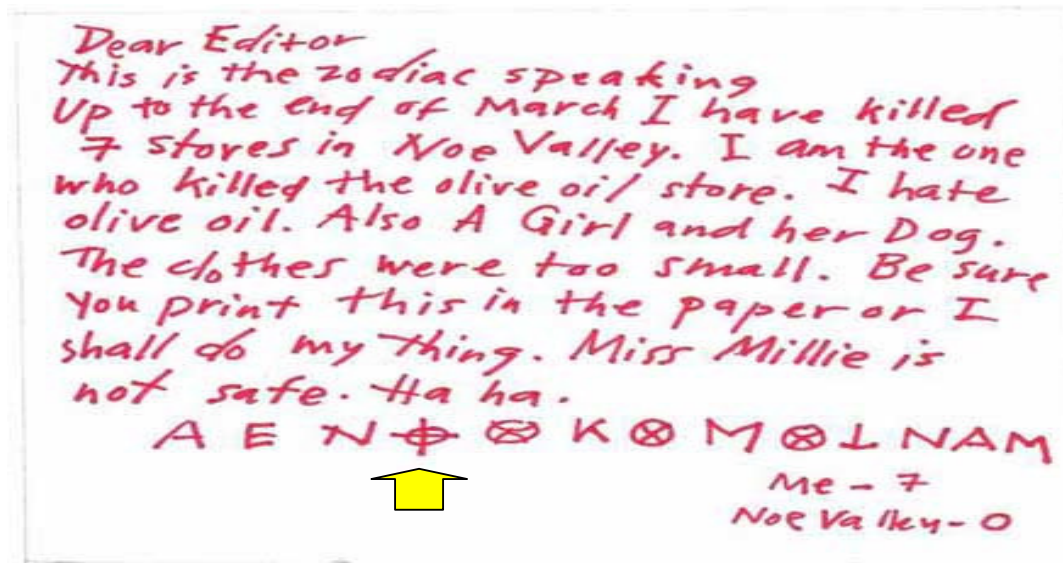 Dear Editor
This is the zodiac speaking
Up to the end of March I have killed
7 stores in Noe Valley. I am the one
who killed the olive oil store. I hate
olive oil. Also A Girl and her Dog.
The clothes were too small. Be sure
you print this in the paper or I
shall do my thing. Miss Millie is
not safe. Ha ha.
A E N ⌖ ⊗ K ⊗ M ⊗ ⊥ N A M
Me - 7
Noe Valley - 0